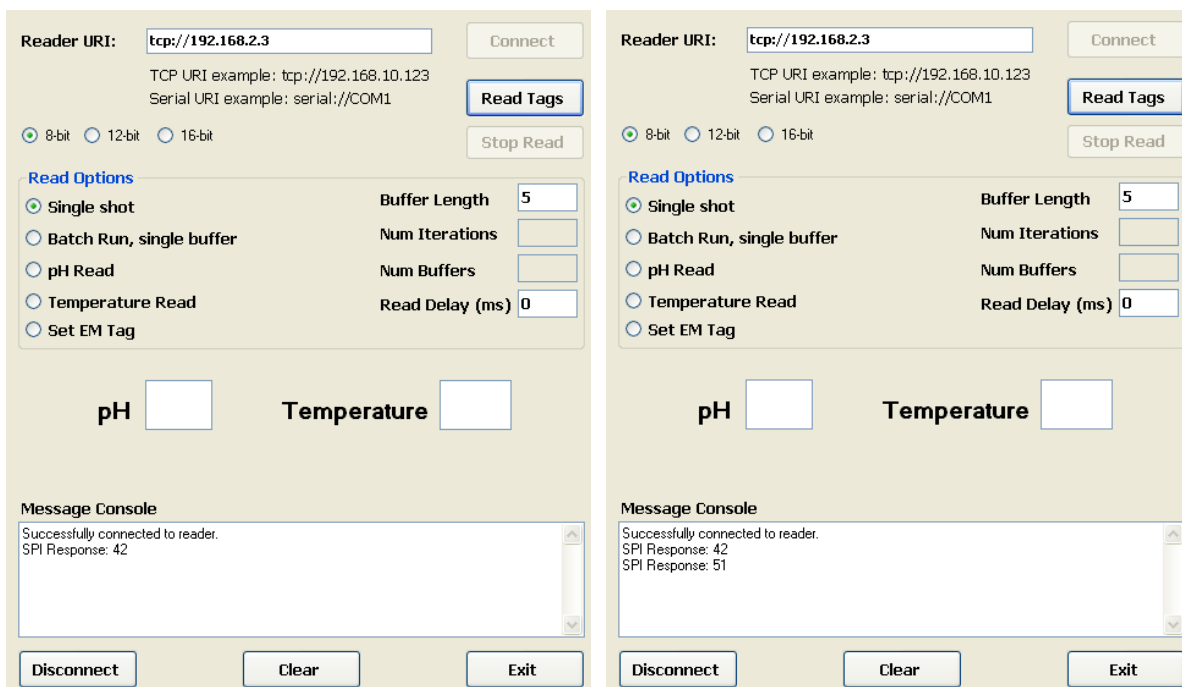 Reader URI: tcp://192.168.2.3 Connect
TCP URI example: tcp://192.168.10.123
Serial URI example: serial://COM1
Read Tags
8-bit 12-bit 16-bit
Stop Read
Read Options
Single shot
Buffer Length 5
Batch Run, single buffer
Num Iterations
pH Read
Num Buffers
Temperature Read
Read Delay (ms) 0
Set EM Tag
pH Temperature
Message Console
Successfully connected to reader.
SPI Response: 42
Disconnect Clear Exit
Reader URI: tcp://192.168.2.3 Connect
TCP URI example: tcp://192.168.10.123
Serial URI example: serial://COM1
Read Tags
8-bit 12-bit 16-bit
Stop Read
Read Options
Single shot
Buffer Length 5
Batch Run, single buffer
Num Iterations
pH Read
Num Buffers
Temperature Read
Read Delay (ms) 0
Set EM Tag
pH Temperature
Message Console
Successfully connected to reader.
SPI Response: 42
SPI Response: 51
Disconnect Clear Exit